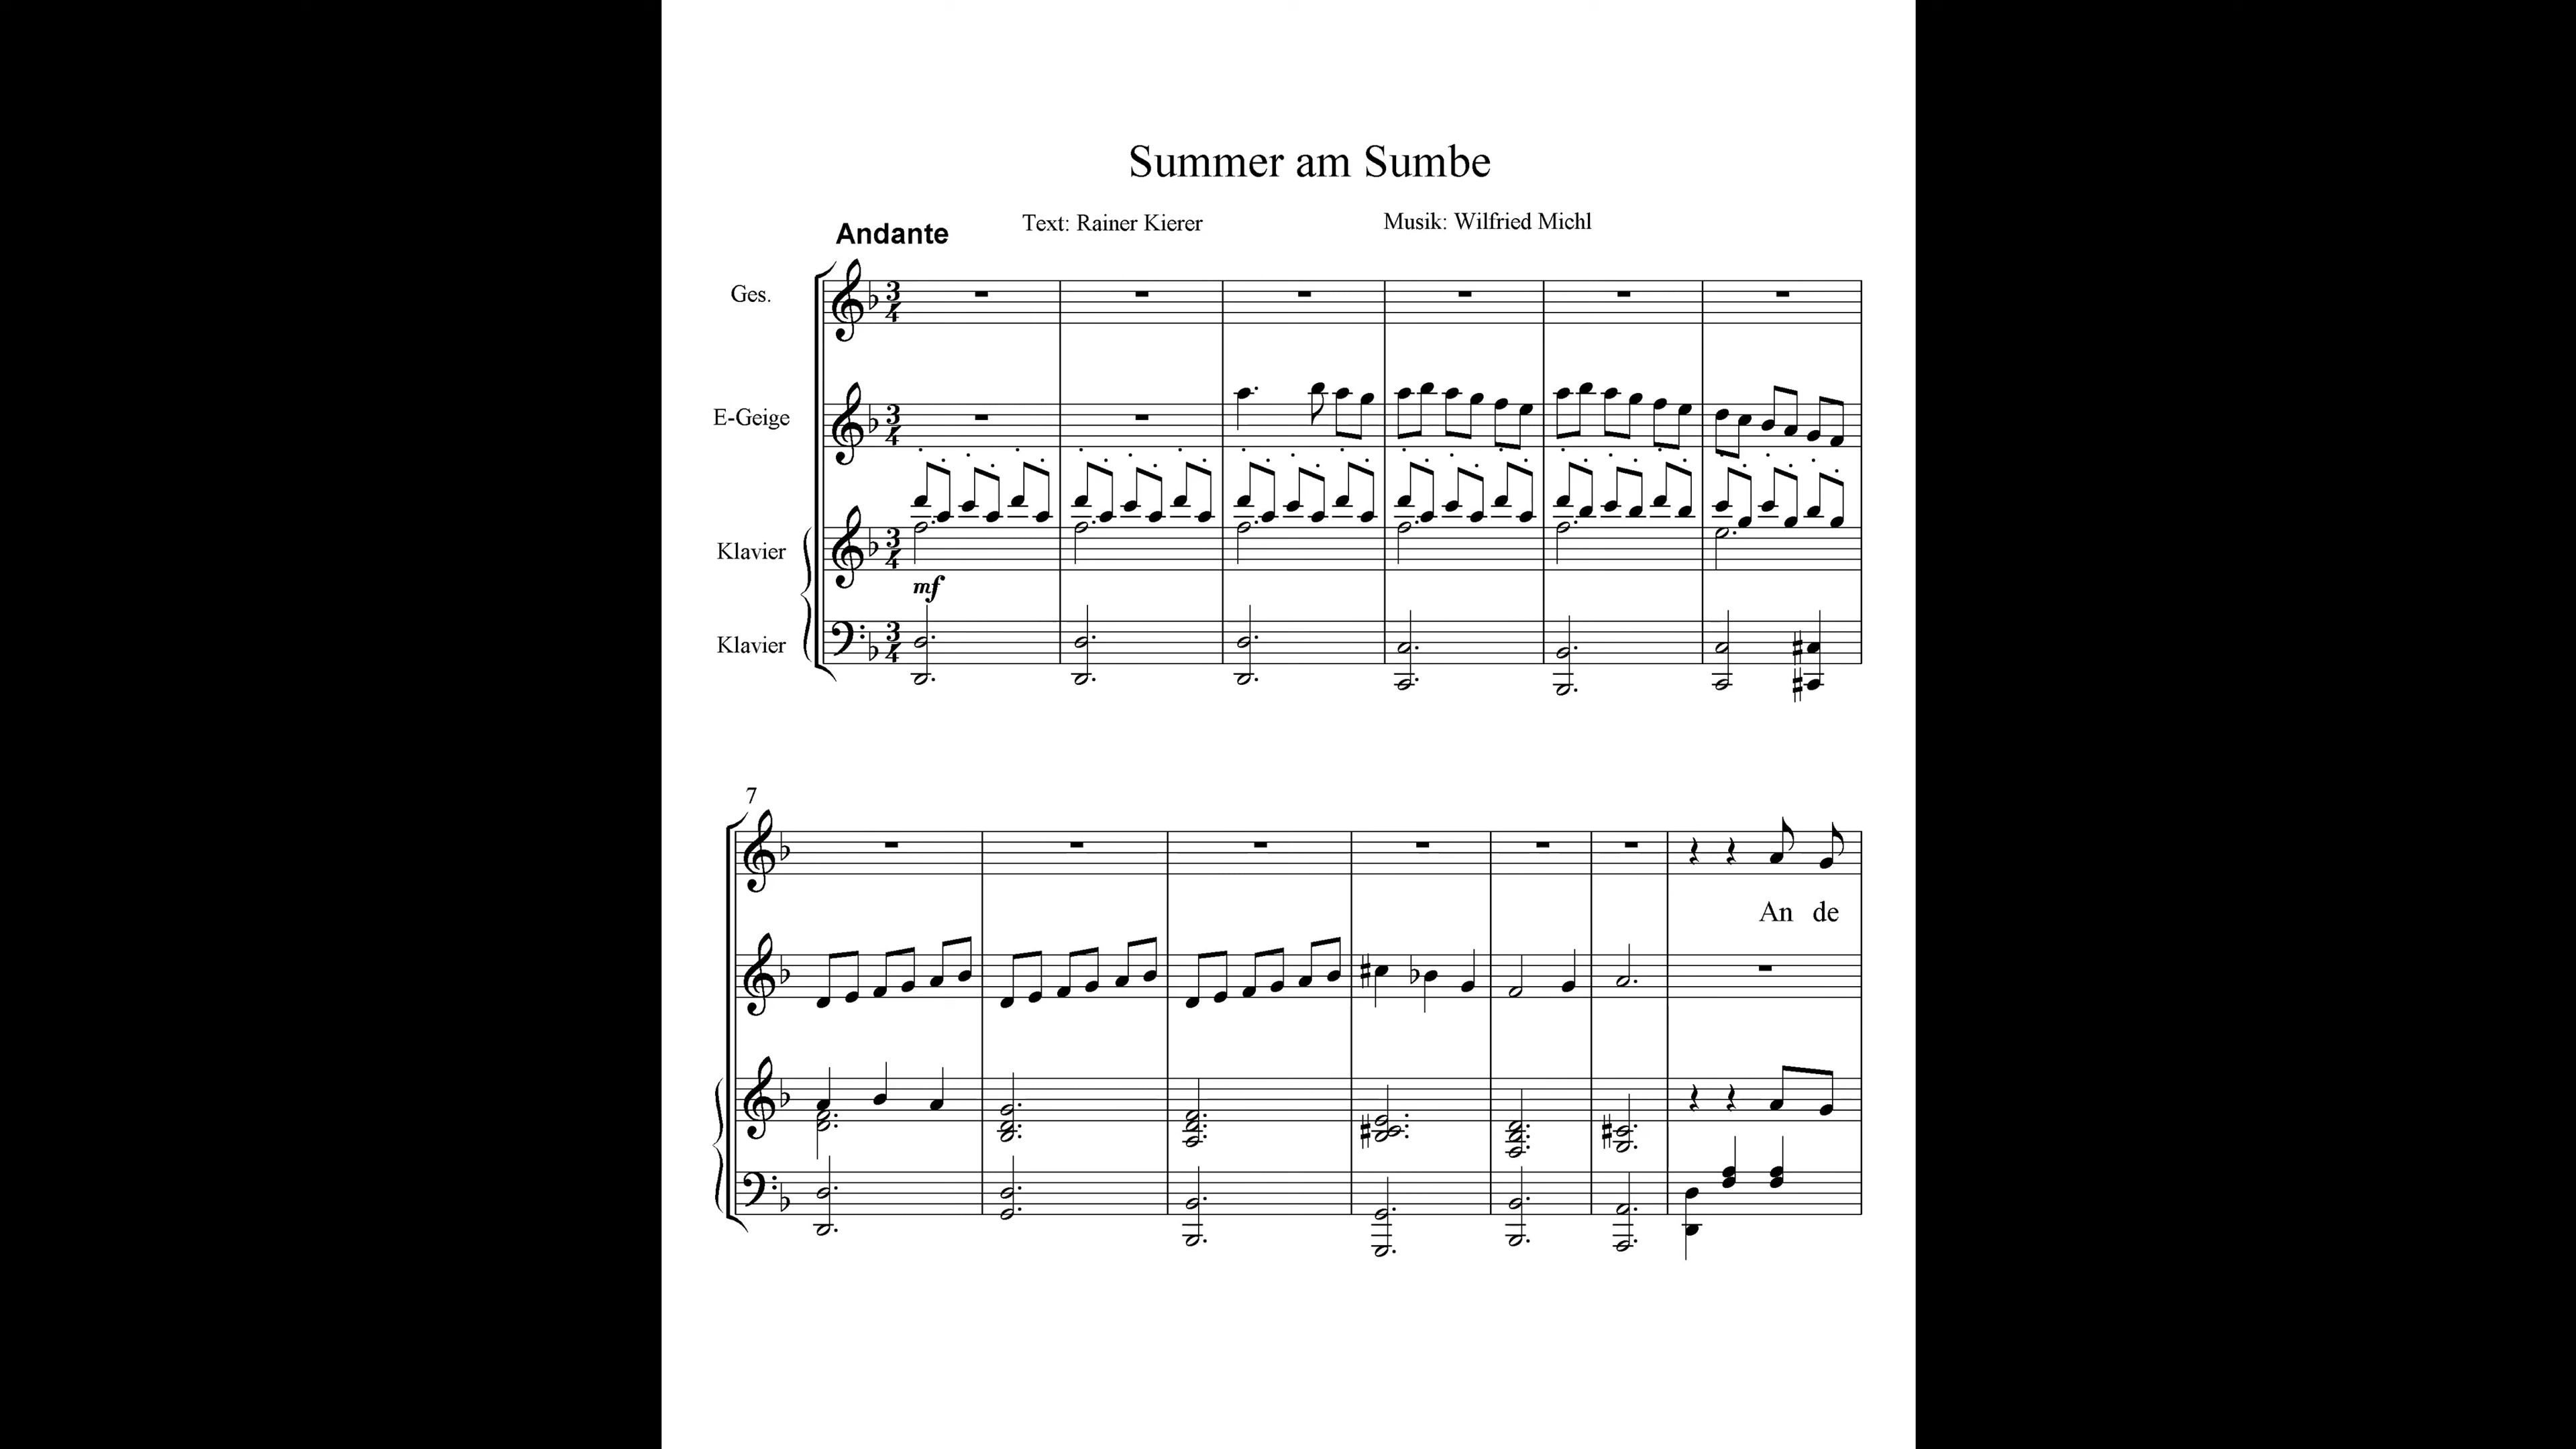 Summer am Sumbe
Text: Rainer Kierer Musik: Wilfried Michl
Andante
Ges.
E-Geige
Klavier
mf
Klavier
7
An de